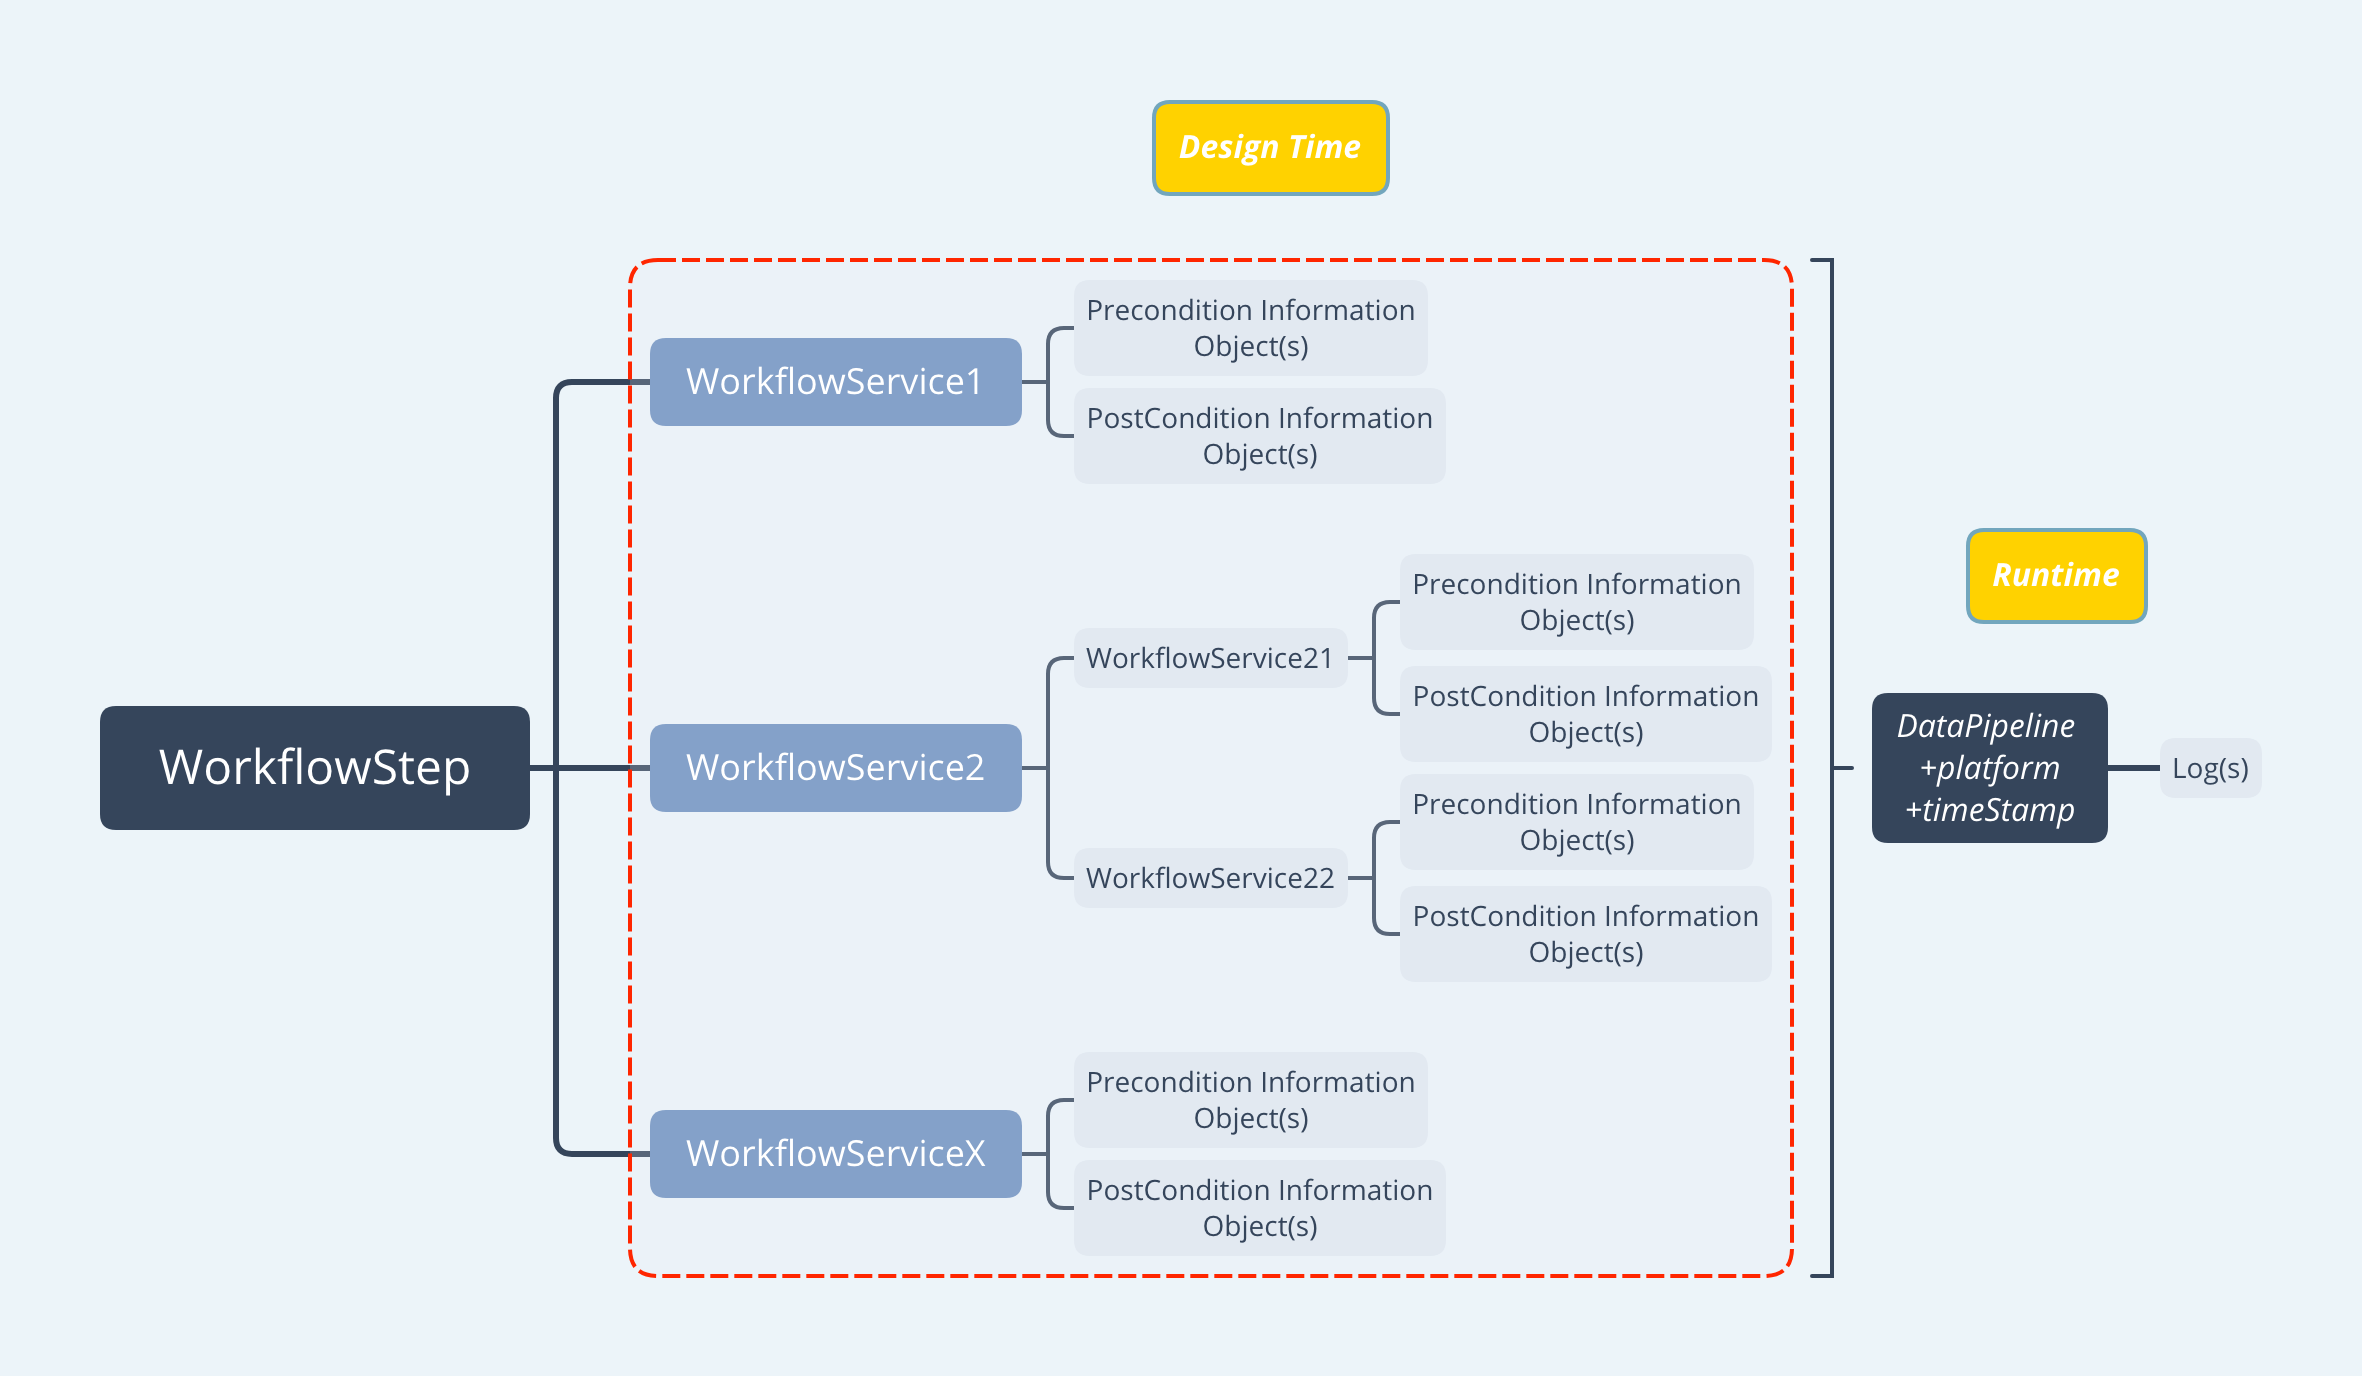 Design Time
Precondition Information
Object(s)
WorkflowService1
PostCondition Information
Object(s)
Precondition Information
Object(s)
Runtime
WorkflowService21
PostCondition Information
Object(s)
WorkflowStep
WorkflowService2
DataPipeline
+platform
+timeStamp
Log(s)
Precondition Information
Object(s)
WorkflowService22
PostCondition Information
Object(s)
Precondition Information
Object(s)
WorkflowServiceX
PostCondition Information
Object(s)